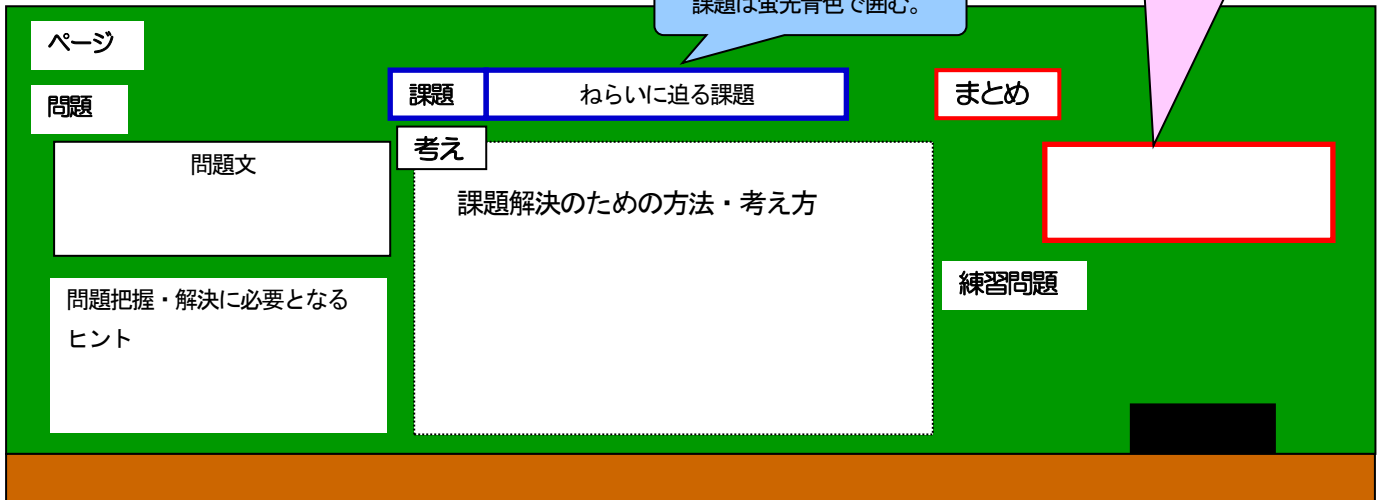 課題は蛍光青色で囲む。
ページ
問題
問題文
問題把握・解決に必要となる
ヒント
課題
ねらいに迫る課題
考え
課題解決のための方法・考え方
まとめ
練習問題